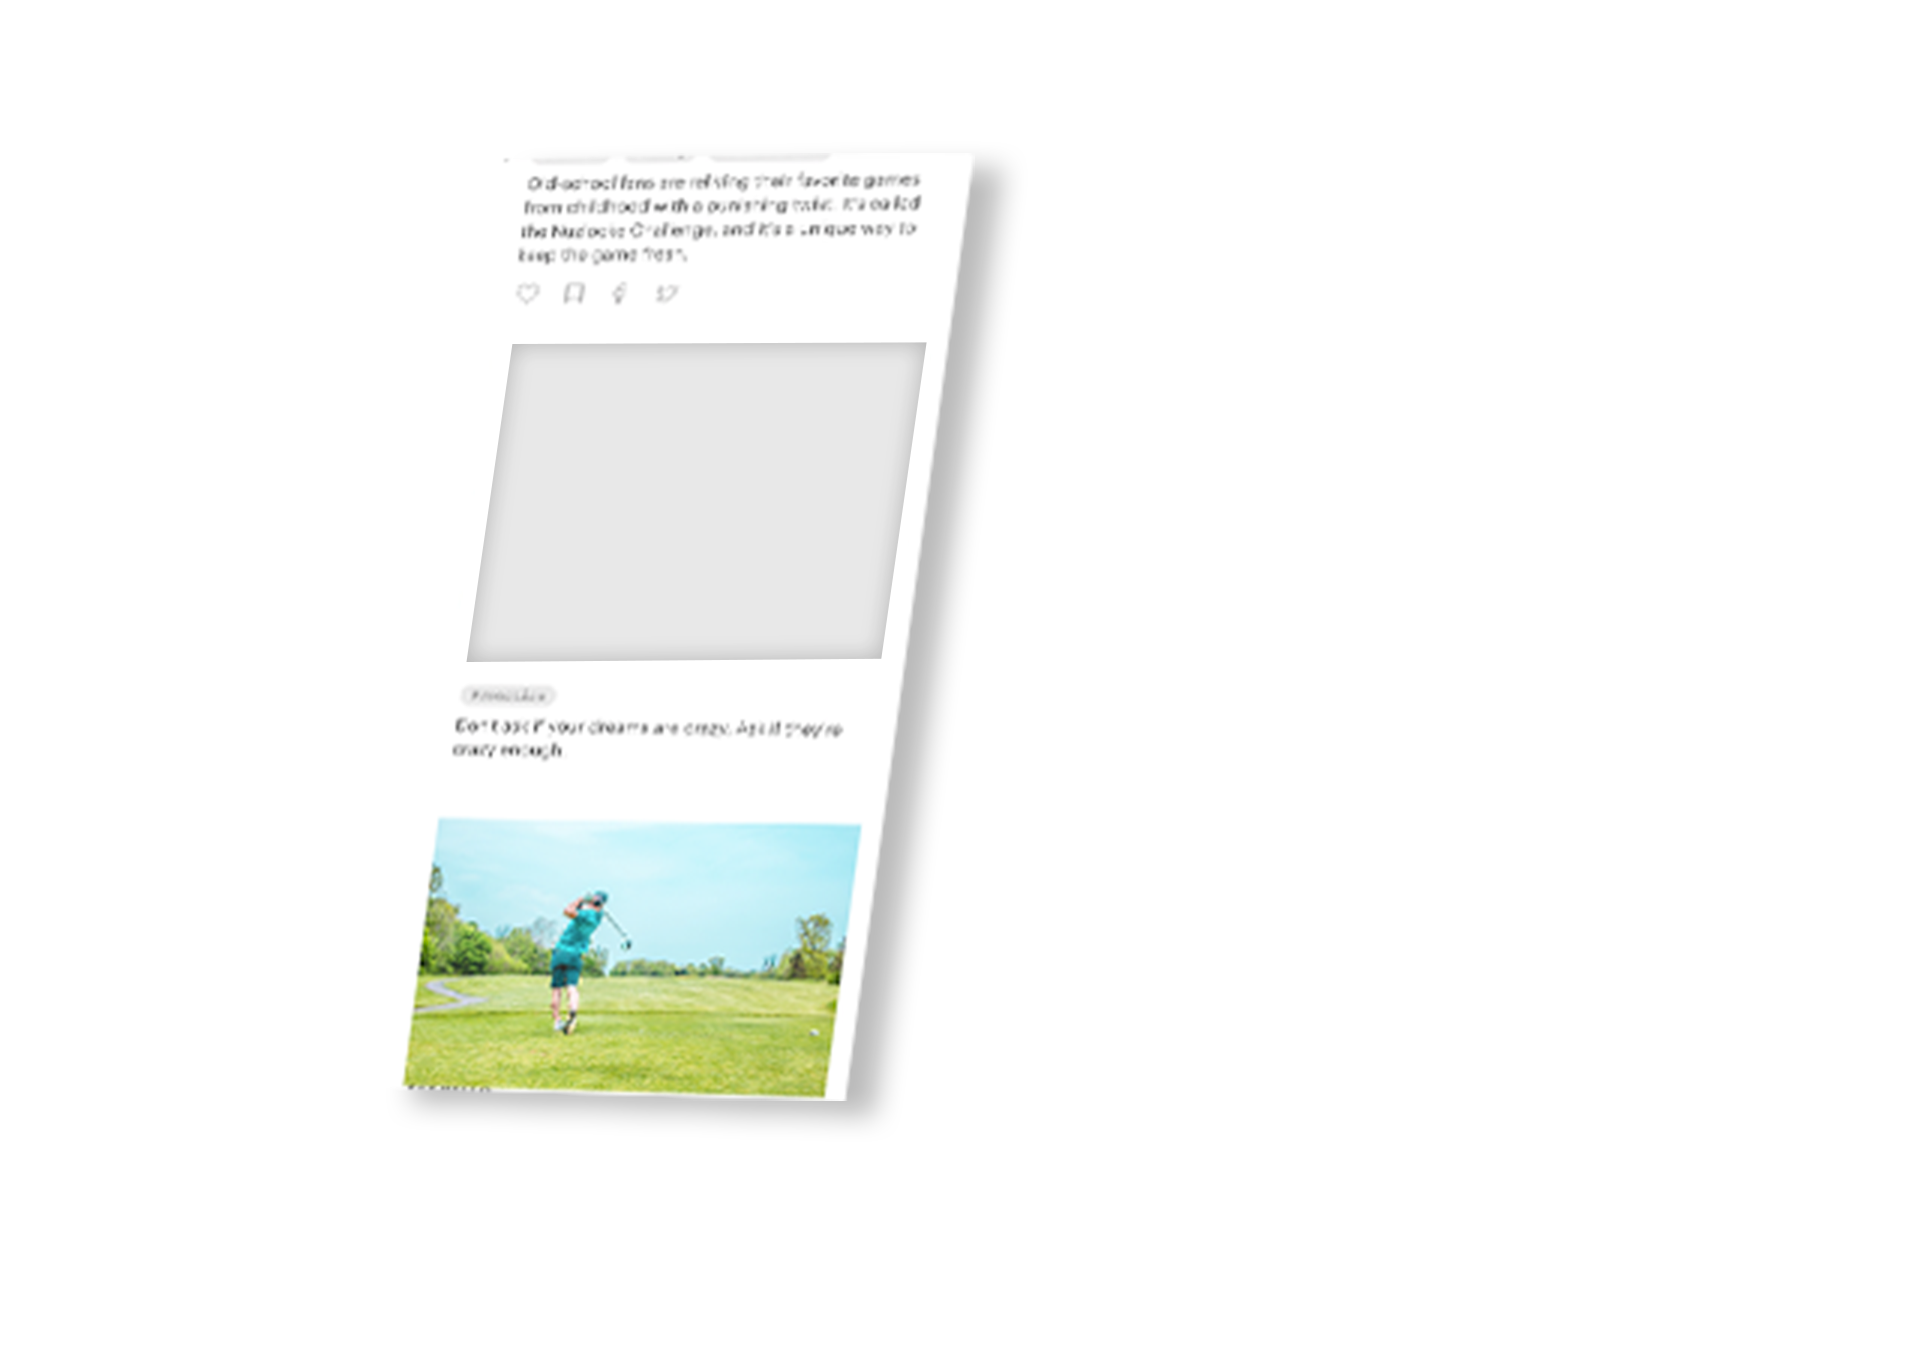 Old-school fans are reliving their favorite games
from childhood with a punishing twist. It's called
the Nuzlocke Challenge, and it's a unique way to
keep the game fresh.
Don't ask if your dreams are crazy. Ask if they're
crazy enough.